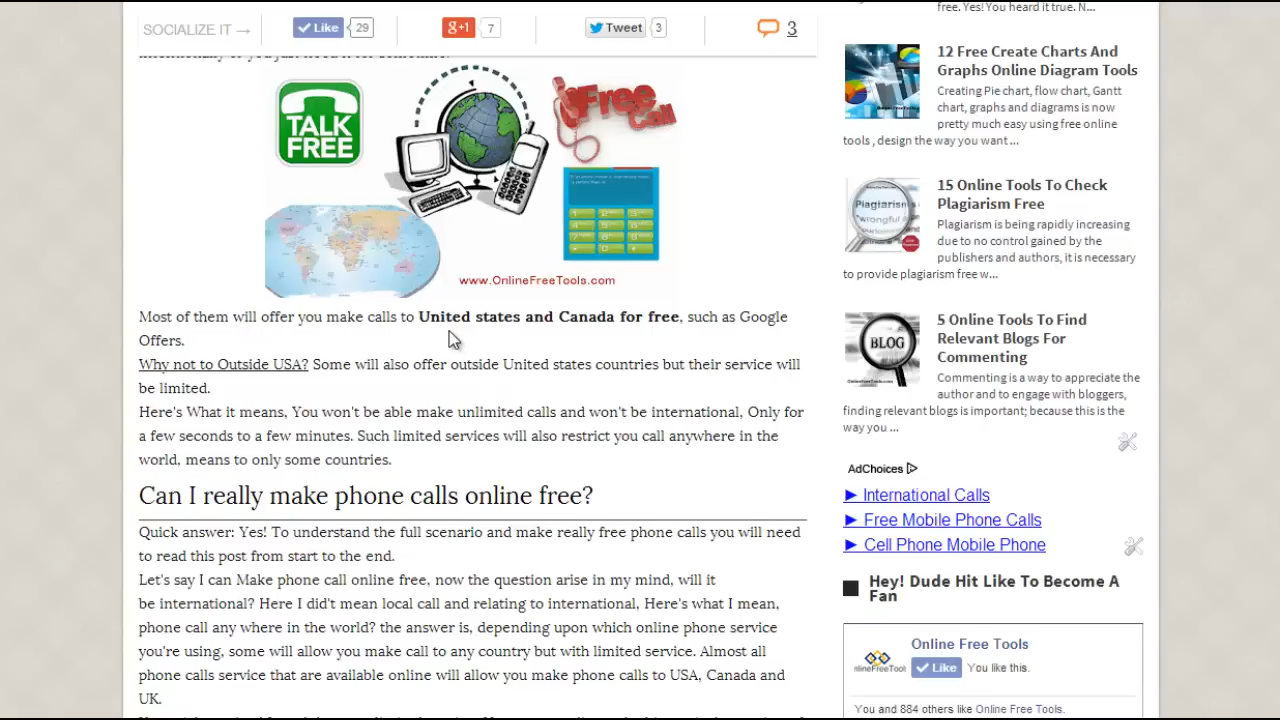 SOCIALIZE IT →
Like 29
g+1 7
Tweet 3
3
TALK
FREE
Free
Call
www.OnlineFreeTools.com
Most of them will offer you make calls to United states and Canada for free, such as Google
Offers.
Why not to Outside USA? Some will also offer outside United states countries but their service will
be limited.
Here's What it means, You won't be able make unlimited calls and won't be international, Only for
a few seconds to a few minutes. Such limited services will also restrict you call anywhere in the
world, means to only some countries.
Can I really make phone calls online free?
Quick answer: Yes! To understand the full scenario and make really free phone calls you will need
to read this post from start to the end.
Let's say I can Make phone call online free, now the question arise in my mind, will it
be international? Here I did't mean local call and relating to international, Here's what I mean,
phone call any where in the world? the answer is, depending upon which online phone service
you're using, some will allow you make call to any country but with limited service. Almost all
phone calls service that are available online will allow you make phone calls to USA, Canada and
UK.
free. Yes! You heard it true. N...
12 Free Create Charts And
Graphs Online Diagram Tools
Creating Pie chart, flow chart, Gantt
chart, graphs and diagrams is now
pretty much easy using free online
tools , design the way you want ...
Plagiarism
Wrongful
15 Online Tools To Check
Plagiarism Free
Plagiarism is being rapidly increasing
due to no control gained by the
publishers and authors, it is necessary
to provide plagiarism free w...
BLOG
5 Online Tools To Find
Relevant Blogs For
Commenting
Commenting is a way to appreciate the
author and to engage with bloggers,
finding relevant blogs is important; because this is the
way you ...
AdChoices
► International Calls
► Free Mobile Phone Calls
► Cell Phone Mobile Phone
Hey! Dude Hit Like To Become A
Fan
Online Free Tools
Like You like this.
You and 884 others like Online Free Tools.